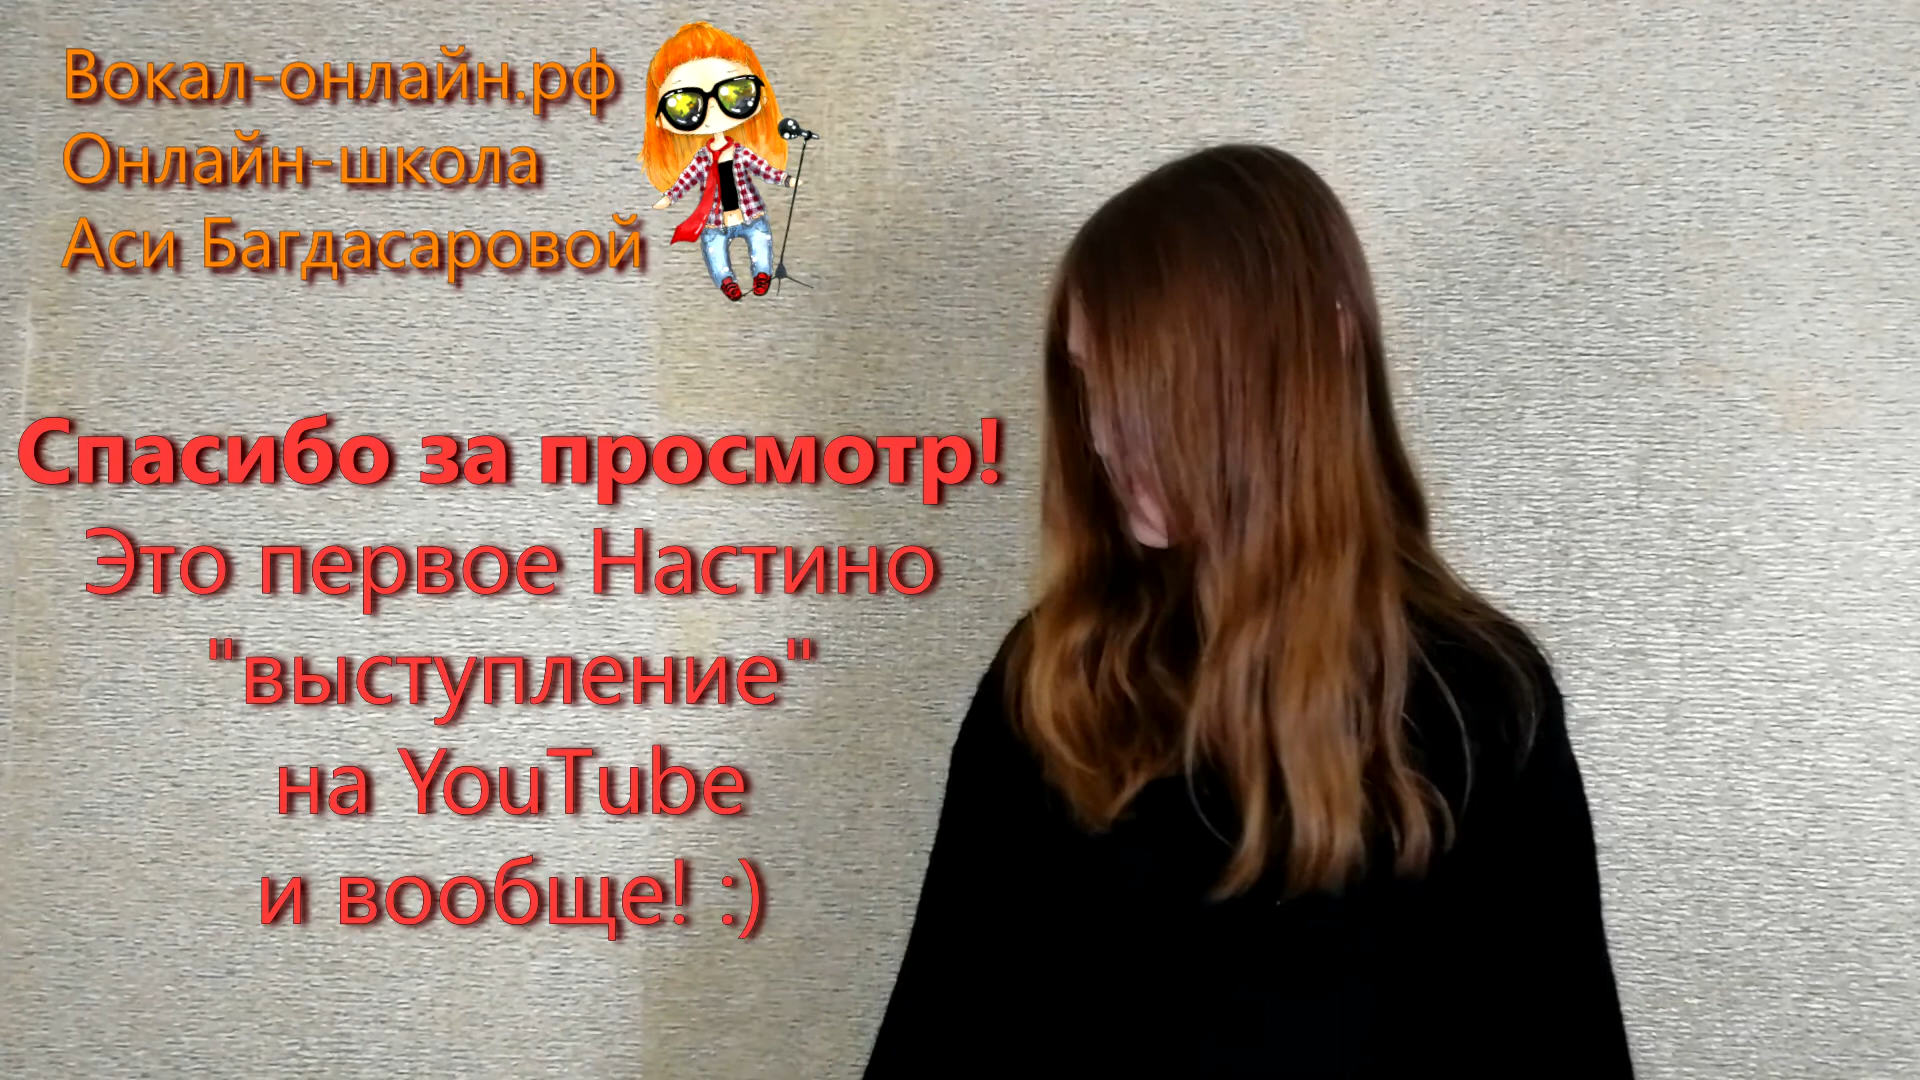 Вокал-онлайн.рф
Онлайн-школа
Аси Багдасаровой
Спасибо за просмотр!
Это первое Настино
"выступление"
на YouTube
и вообще! :)